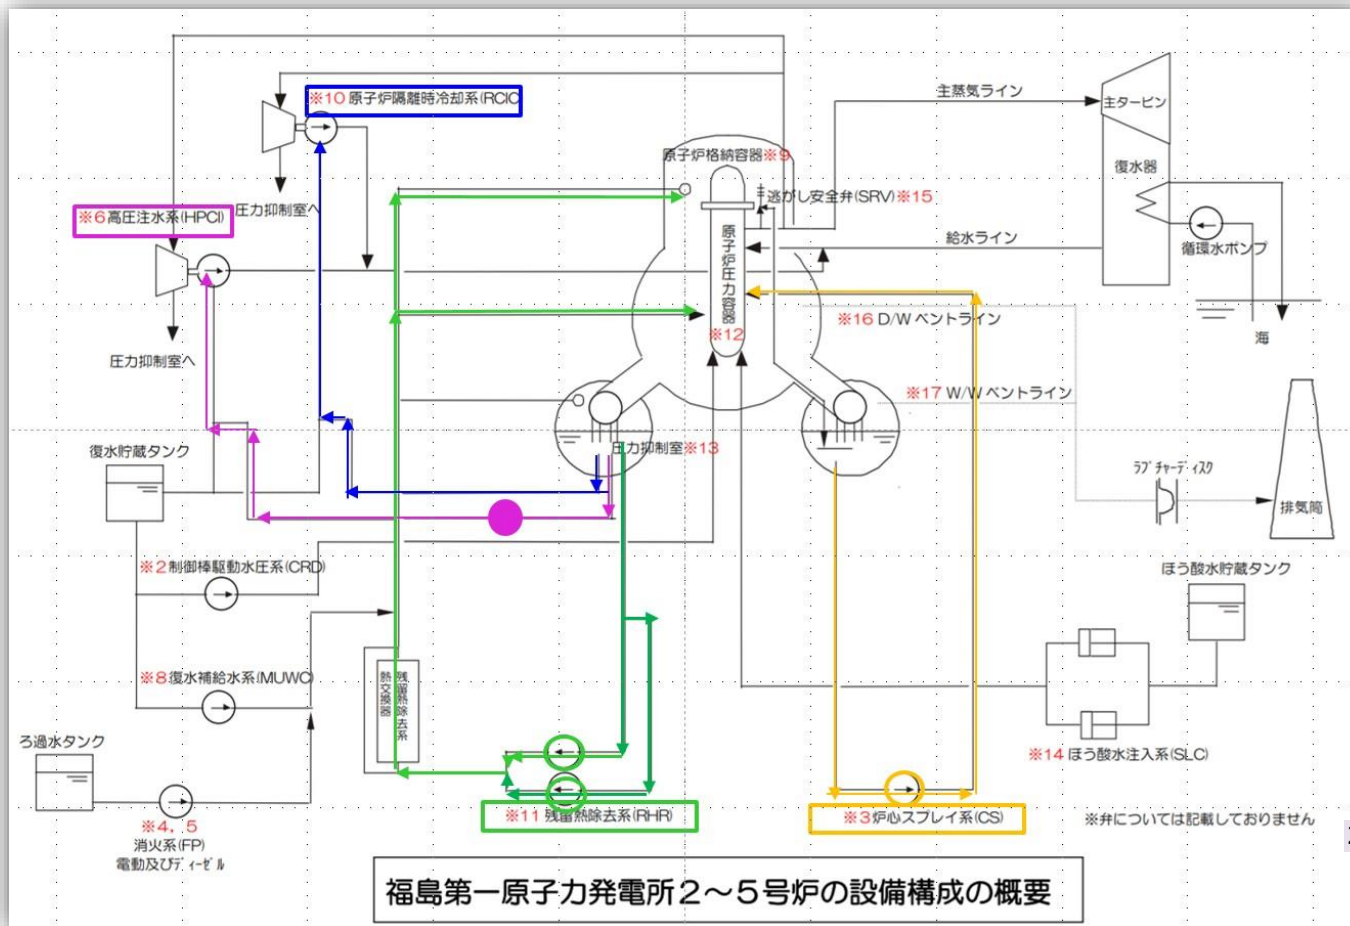 ※10 原子炉隔離時冷却系(RCIC
主蒸気ライン
主タービン
原子炉格納容器※9
復水器
逃がし安全弁(SRV)※15
※6高圧注水系(HPCI)
圧力抑制室へ
原子炉圧力容器
※12
給水ライン
循環水ポンプ
※16 D/W ベントライン
海
圧力抑制室へ
※17 W/W ベントライン
復水貯蔵タンク
圧力抑制室※13
ラプチャーディスク
排気筒
※2 制御棒駆動水圧系(CRD)
ほう酸水貯蔵タンク
※8 復水補給水系(MUWC)
残留熱除去系
熱交換器
ろ過水タンク
※14 ほう酸水注入系(SLC)
※4，5
消火系(FP)
電動及びディーゼル
※11 残留熱除去系(RHR)
※3炉心スプレイ系(CS)
※弁については記載しておりません
福島第一原子力発電所２～５号炉の設備構成の概要